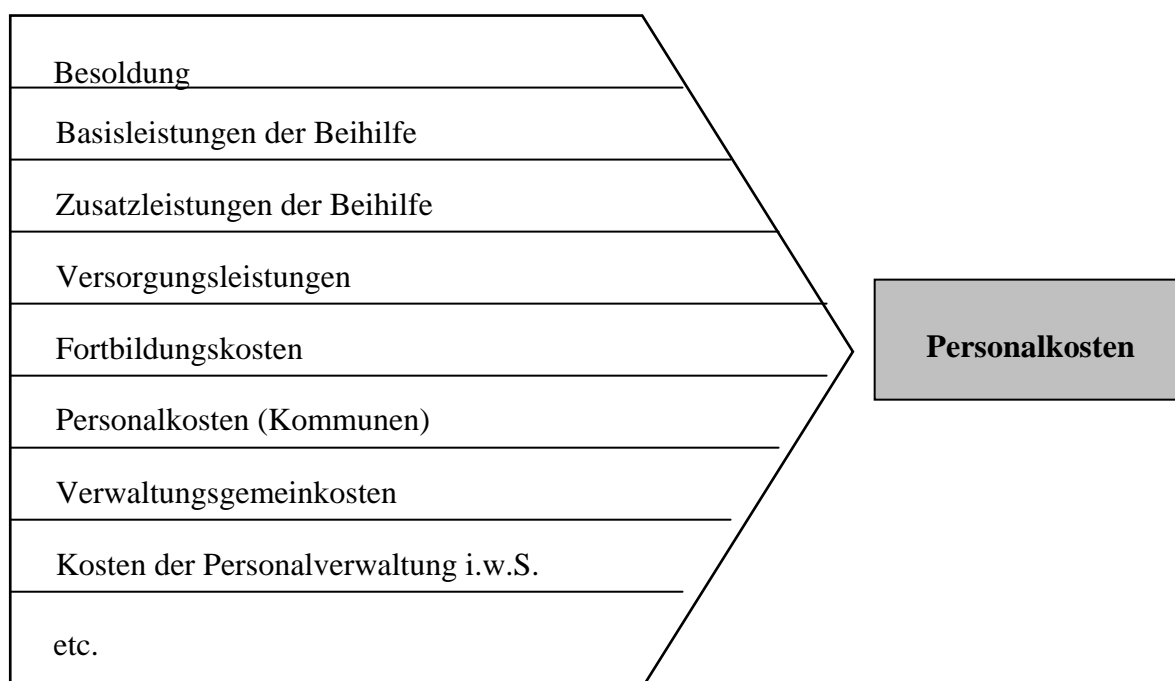 Besoldung
Basisleistungen der Beihilfe
Zusatzleistungen der Beihilfe
Versorgungsleistungen
Fortbildungskosten
Personalkosten (Kommunen)
Verwaltungsgemeinkosten
Kosten der Personalverwaltung i.w.S.
etc.
Personalkosten